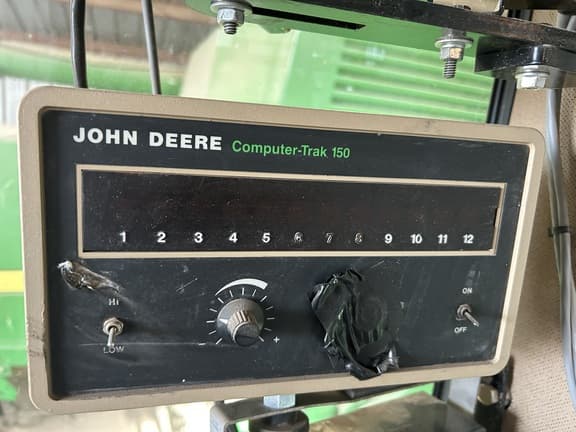 JOHN DEERE Computer-Trak 150
1 2 3 4 5 6 7 8 9 10 11 12
HI
LOW
+
ON
OFF